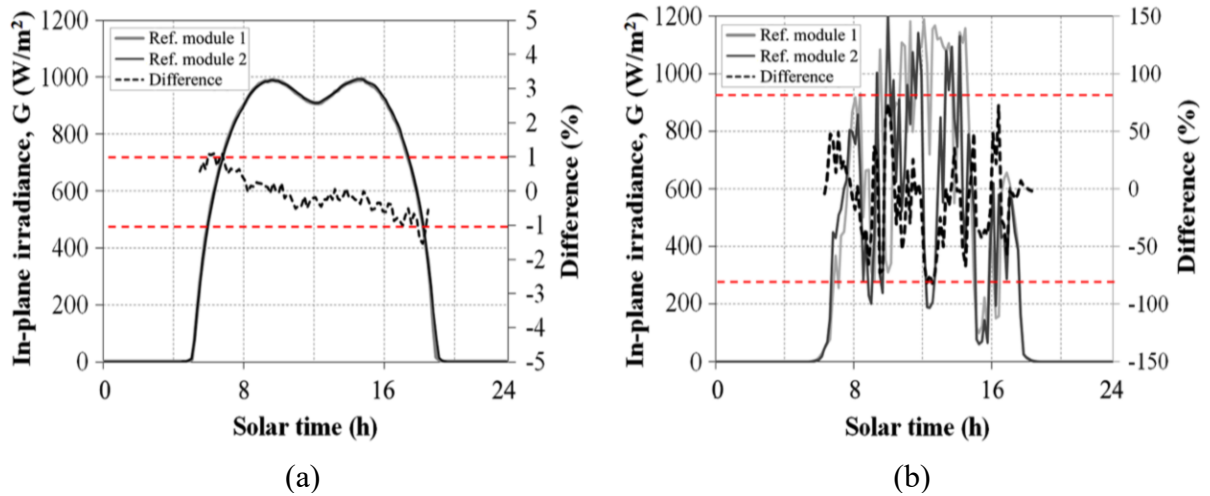 In-plane irradiance, G (W/m²)
1200
1000
800
600
400
200
0
Ref. module 1
Ref. module 2
Difference
5
4
3
2
1
0
-1
-2
-3
-4
-5
Difference (%)
0
8
16
24
Solar time (h)
(a)
In-plane irradiance, G (W/m²)
1200
1000
800
600
400
200
0
Ref. module 1
Ref. module 2
Difference
150
100
50
0
-50
-100
-150
Difference (%)
0
8
16
24
Solar time (h)
(b)